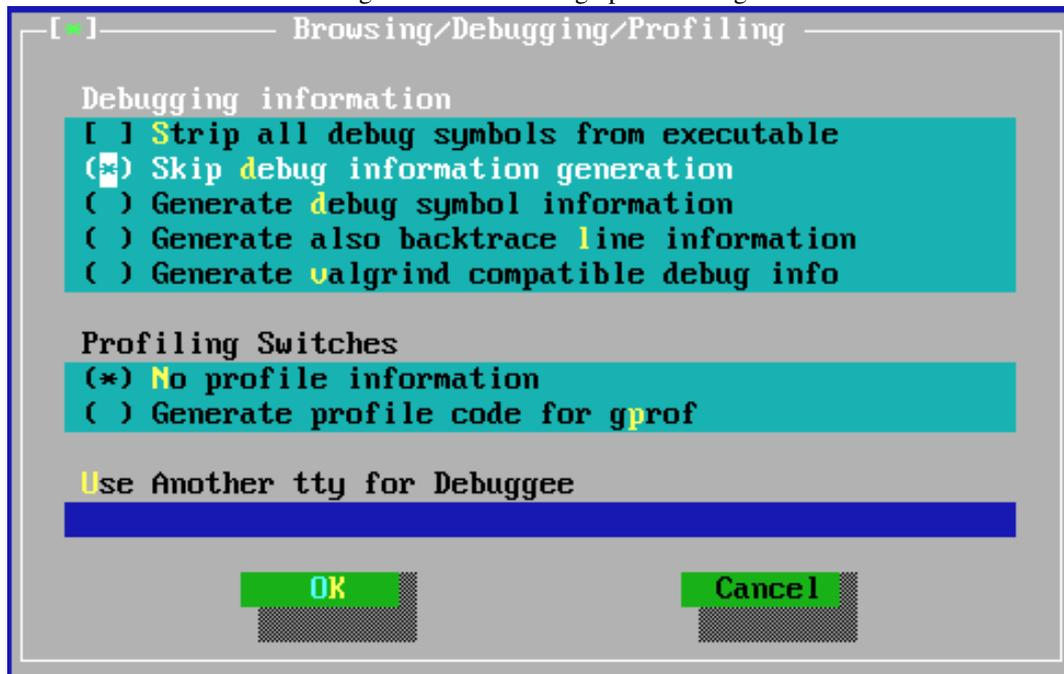 [*] Browsing/Debugging/Profiling
Debugging information
[ ] Strip all debug symbols from executable
(*) Skip debug information generation
( ) Generate debug symbol information
( ) Generate also backtrace line information
( ) Generate valgrind compatible debug info
Profiling Switches
(*) No profile information
( ) Generate profile code for gprof
Use Another tty for Debuggee
OK Cancel